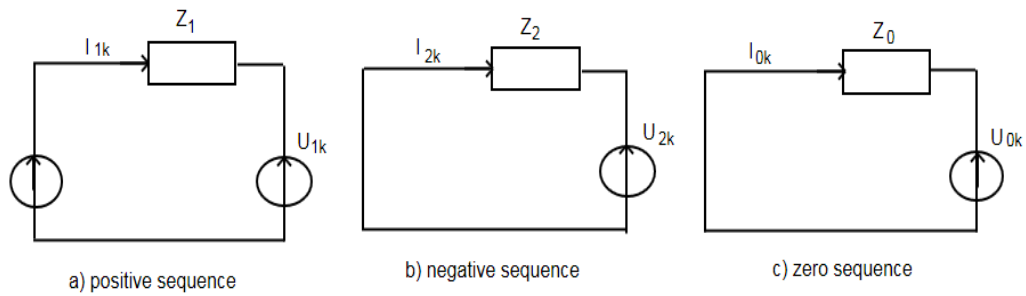 Z1
I1k
U1k
a) positive sequence
Z2
I2k
U2k
b) negative sequence
Z0
I0k
U0k
c) zero sequence